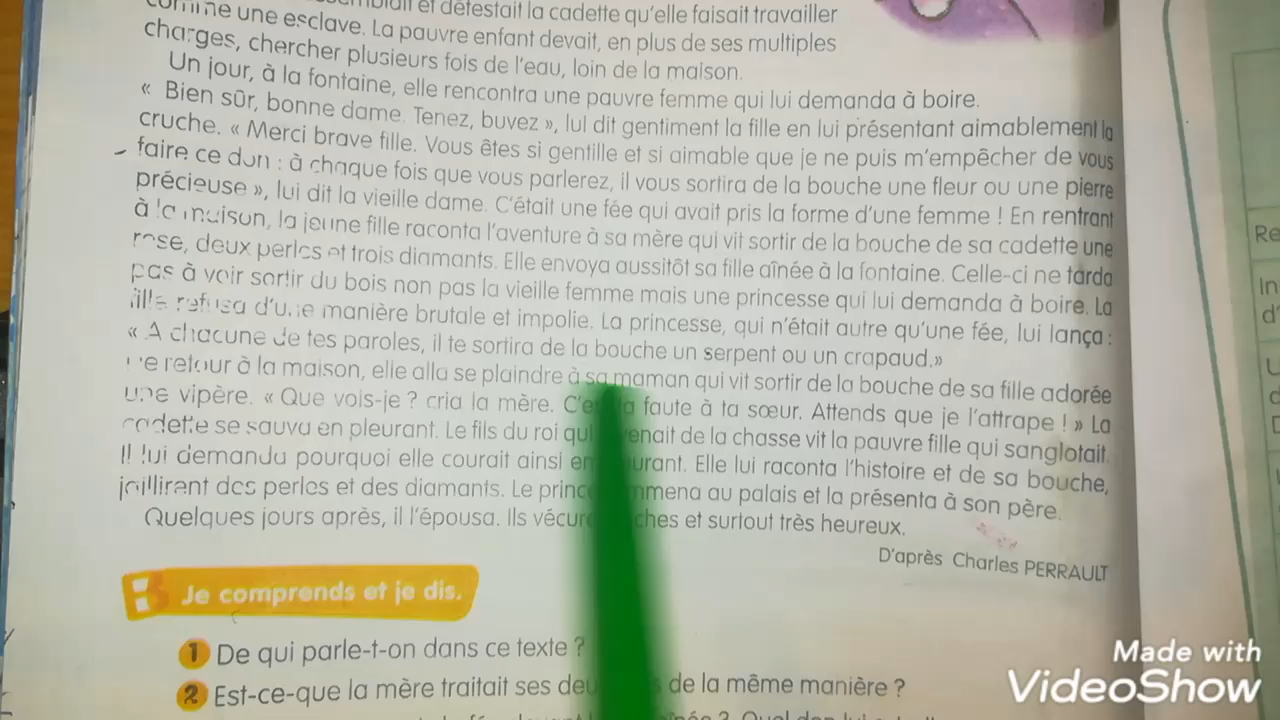 et détestait la cadette qu'elle faisait travailler
comme une esclave. La pauvre enfant devait, en plus de ses multiples
charges, chercher plusieurs fois de l'eau, loin de la maison.
Un jour, à la fontaine, elle rencontra une pauvre femme qui lui demanda à boire.
« Bien sûr, bonne dame. Tenez, buvez », lui dit gentiment la fille en lui présentant aimablement la
cruche. « Merci brave fille. Vous êtes si gentille et si aimable que je ne puis m'empêcher de vous
faire ce don : à chaque fois que vous parlerez, il vous sortira de la bouche une fleur ou une pierre
précieuse », lui dit la vieille dame. C'était une fée qui avait pris la forme d'une femme ! En rentrant
à la maison, la jeune fille raconta l'aventure à sa mère qui vit sortir de la bouche de sa cadette une
rose, deux perles et trois diamants. Elle envoya aussitôt sa fille aînée à la fontaine. Celle-ci ne tarda
pas à voir sortir du bois non pas la vieille femme mais une princesse qui lui demanda à boire. La
fille refusa d'une manière brutale et impolie. La princesse, qui n'était autre qu'une fée, lui lança :
« A chacune de tes paroles, il te sortira de la bouche un serpent ou un crapaud.»
De retour à la maison, elle alla se plaindre à sa maman qui vit sortir de la bouche de sa fille adorée
une vipère. « Que vois-je ? cria la mère. C'est la faute à ta sœur. Attends que je l'attrape ! » La
cadette se sauva en pleurant. Le fils du roi qui venait de la chasse vit la pauvre fille qui sanglotait.
Il lui demanda pourquoi elle courait ainsi en Elle lui raconta l'histoire et de sa bouche,
jaillirent des perles et des diamants. Le prince au palais et la présenta à son père.
Quelques jours après, il l'épousa. Ils et surtout très heureux.
D'après Charles PERRAULT
Je comprends et je dis.
1 De qui parle-t-on dans ce texte ?
2 Est-ce-que la mère traitait ses de la même manière ?
Re
In
d'
Made with
VideoShow